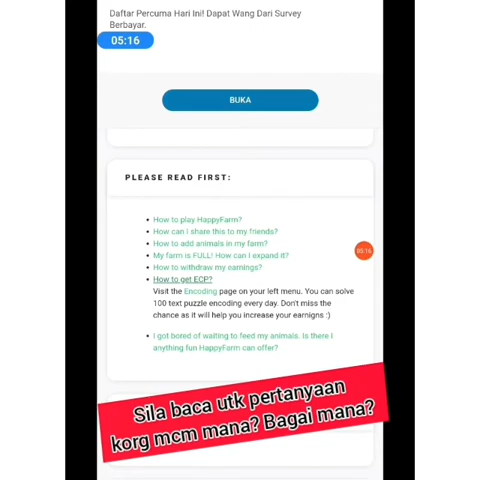 Daftar Percuma Hari Ini! Dapat Wang Dari Survey
Berbayar.
05:16
BUKA
PLEASE READ FIRST:
How to play HappyFarm?
How can i share this to my friends?
How to add animals in my farm?
My farm is FULL! How can I expand it?
How to withdraw my earnings?
How to get ECP?
Visit the Encoding page on your left menu. You can solve
100 text puzzle encoding every day. Don't miss the
chance as it will help you increase your earnigns :)
I got bored of waiting to feed my animals. Is there I
anything fun HappyFarm can offer?
05:16
Sila baca utk pertanyaan
korg mcm mana? Bagai mana?